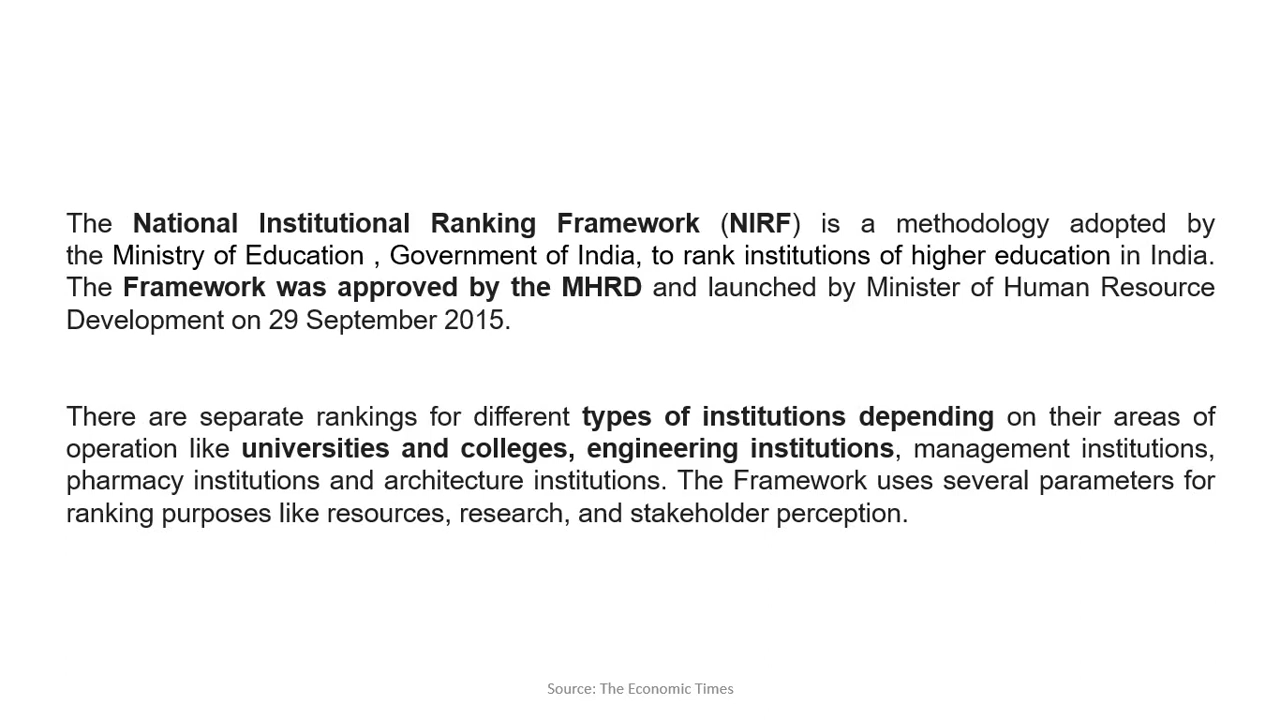 The National Institutional Ranking Framework (NIRF) is a methodology adopted by
the Ministry of Education , Government of India, to rank institutions of higher education in India.
The Framework was approved by the MHRD and launched by Minister of Human Resource
Development on 29 September 2015.
There are separate rankings for different types of institutions depending on their areas of
operation like universities and colleges, engineering institutions, management institutions,
pharmacy institutions and architecture institutions. The Framework uses several parameters for
ranking purposes like resources, research, and stakeholder perception.
Source: The Economic Times